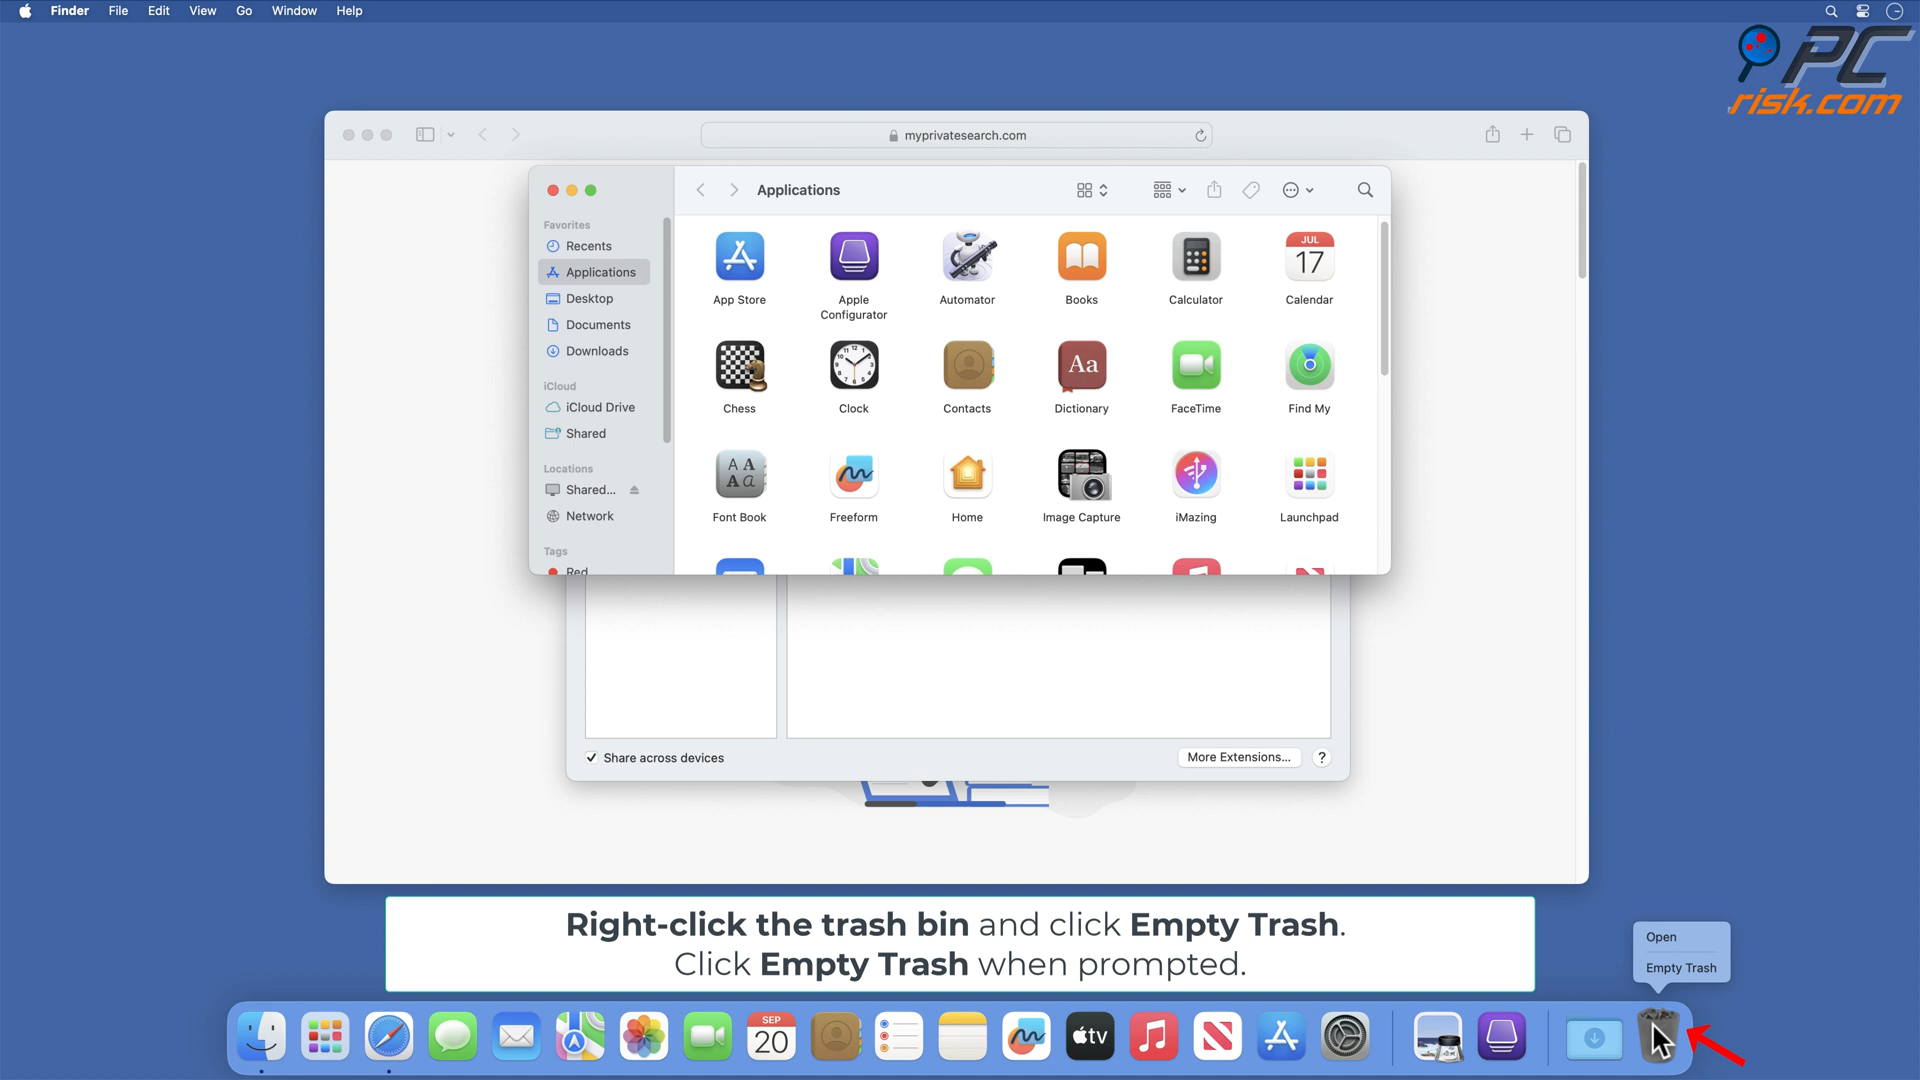 Finder File Edit View Go Window Help
PC
risk.com
myprivatesearch.com
Applications
Favorites
Recents
Applications
Desktop
Documents
Downloads
iCloud
iCloud Drive
Shared
Locations
Shared...
Network
Tags
Red
JUL
17
App Store
Apple
Configurator
Automator
Books
Calculator
Calendar
Aa
Chess
Clock
Contacts
Dictionary
FaceTime
Find My
A A
A a
Font Book
Freeform
Home
Image Capture
iMazing
Launchpad
Share across devices
More Extensions...
?
Right-click the trash bin and click Empty Trash.
Click Empty Trash when prompted.
Open
Empty Trash
SEP
20
tv